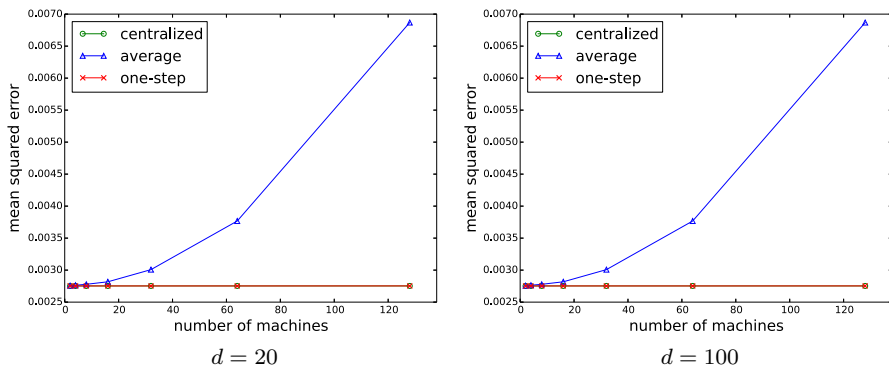 0.0070
0.0065
0.0060
0.0055
0.0050
0.0045
0.0040
0.0035
0.0030
0.0025
mean squared error
centralized
average
one-step
0 20 40 60 80 100 120
number of machines
d = 20
0.0070
0.0065
0.0060
0.0055
0.0050
0.0045
0.0040
0.0035
0.0030
0.0025
mean squared error
centralized
average
one-step
0 20 40 60 80 100 120
number of machines
d = 100